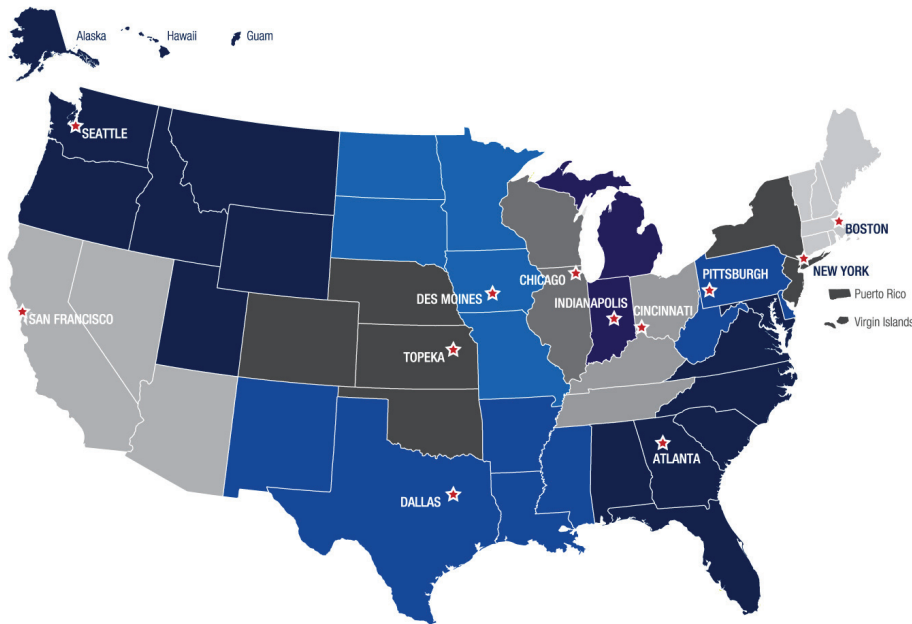 Alaska
Hawaii
Guam
SEATTLE
BOSTON
CHICAGO
PITTSBURGH
NEW YORK
DES MOINES
INDIANAPOLIS
CINCINNATI
Puerto Rico
SAN FRANCISCO
Virgin Islands
TOPEKA
ATLANTA
DALLAS